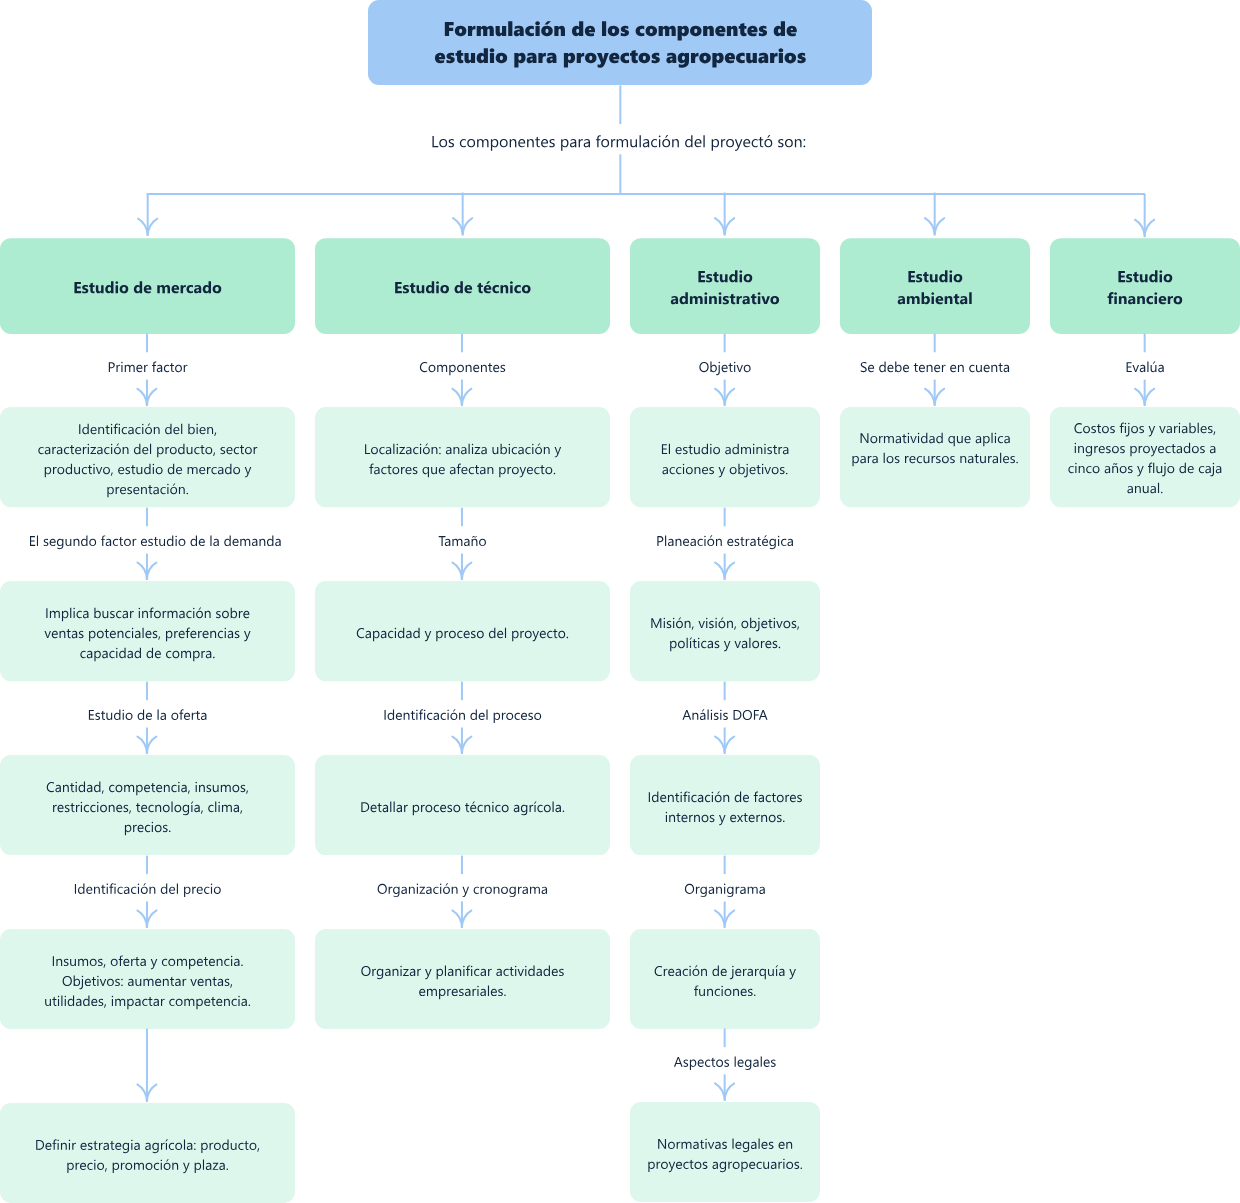 Formulación de los componentes de
estudio para proyectos agropecuarios
Los componentes para formulación del proyectó son:
Estudio de mercado
Primer factor
Identificación del bien,
caracterización del producto, sector
productivo, estudio de mercado y
presentación.
El segundo factor estudio de la demanda
Implica buscar información sobre
ventas potenciales, preferencias y
capacidad de compra.
Estudio de la oferta
Cantidad, competencia, insumos,
restricciones, tecnología, clima,
precios.
Identificación del precio
Insumos, oferta y competencia.
Objetivos: aumentar ventas,
utilidades, impactar competencia.
Definir estrategia agrícola: producto,
precio, promoción y plaza.
Estudio de técnico
Componentes
Localización: analiza ubicación y
factores que afectan proyecto.
Tamaño
Capacidad y proceso del proyecto.
Identificación del proceso
Detallar proceso técnico agrícola.
Organización y cronograma
Organizar y planificar actividades
empresariales.
Estudio
administrativo
Objetivo
El estudio administra
acciones y objetivos.
Planeación estratégica
Misión, visión, objetivos,
políticas y valores.
Análisis DOFA
Identificación de factores
internos y externos.
Organigrama
Creación de jerarquía y
funciones.
Aspectos legales
Normativas legales en
proyectos agropecuarios.
Estudio
ambiental
Se debe tener en cuenta
Normatividad que aplica
para los recursos naturales.
Estudio
financiero
Evalúa
Costos fijos y variables,
ingresos proyectados a
cinco años y flujo de caja
anual.